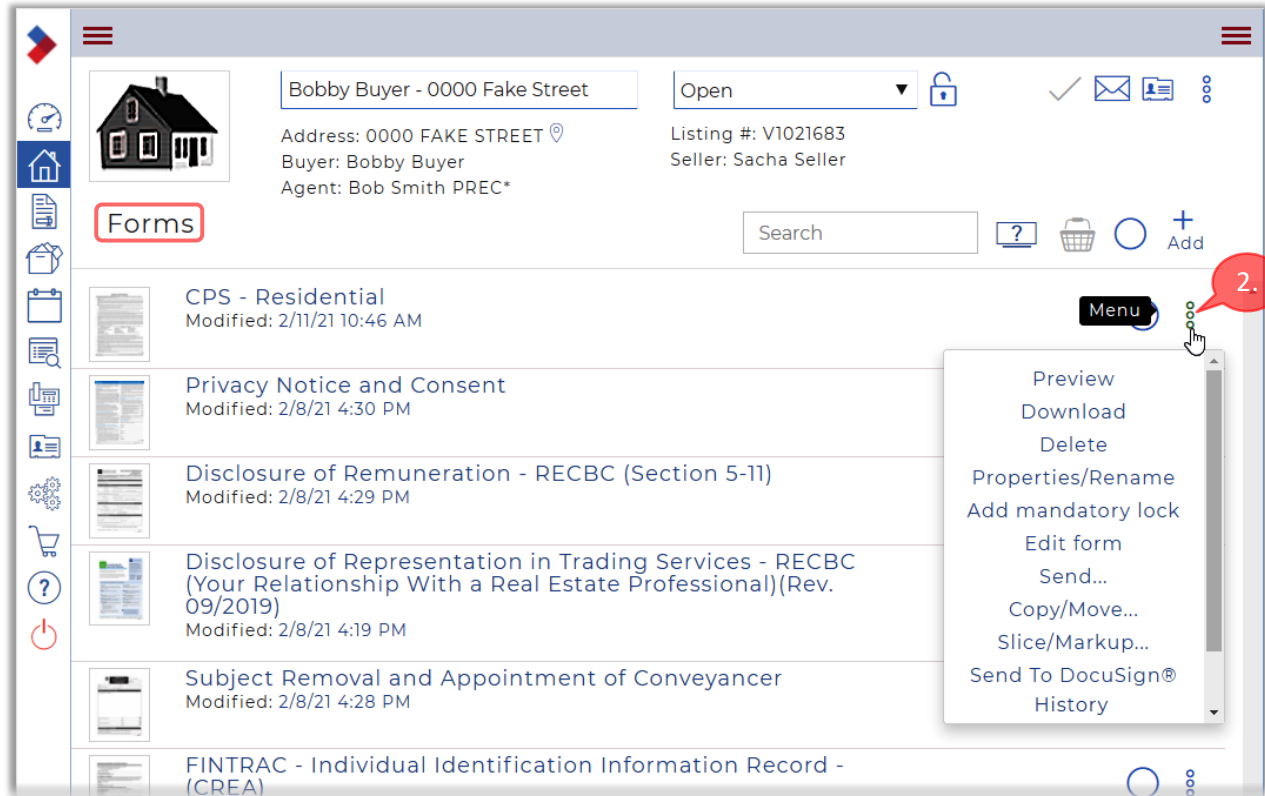 Bobby Buyer - 0000 Fake Street
Open
Address: 0000 FAKE STREET
Listing #: V1021683
Buyer: Bobby Buyer
Seller: Sacha Seller
Agent: Bob Smith PREC*
Forms
Search
?
Add
2.
CPS - Residential
Modified: 2/11/21 10:46 AM
Menu
Privacy Notice and Consent
Modified: 2/8/21 4:30 PM
Disclosure of Remuneration - RECBC (Section 5-11)
Modified: 2/8/21 4:29 PM
Disclosure of Representation in Trading Services - RECBC
(Your Relationship With a Real Estate Professional)(Rev.
09/2019)
Modified: 2/8/21 4:19 PM
Subject Removal and Appointment of Conveyancer
Modified: 2/8/21 4:28 PM
FINTRAC - Individual Identification Information Record -
(CREA)
Preview
Download
Delete
Properties/Rename
Add mandatory lock
Edit form
Send...
Copy/Move...
Slice/Markup...
Send To DocuSign®
History
?